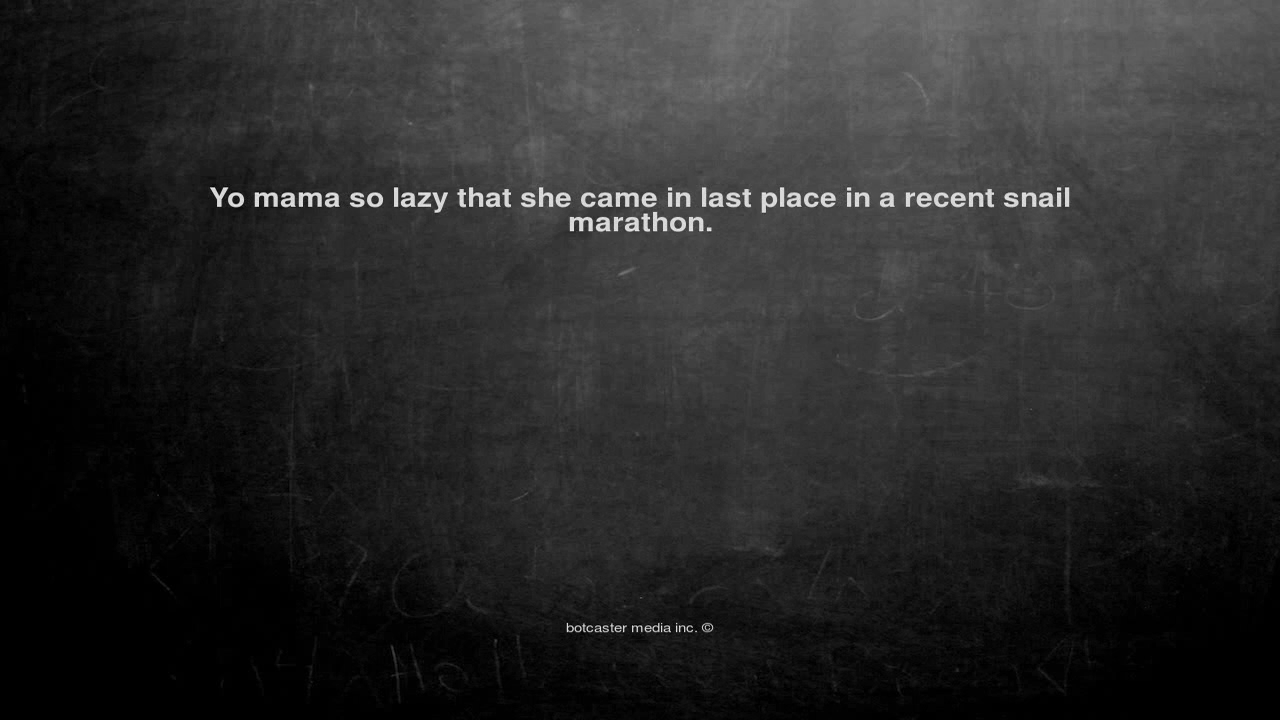 Yo mama so lazy that she came in last place in a recent snail
marathon.
botcaster media inc. ©